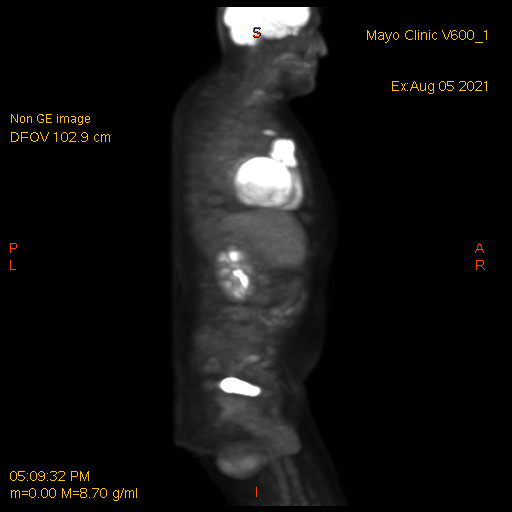 S
Mayo Clinic V600_1
Ex:Aug 05 2021
Non GE image
DFOV 102.9 cm
P
L
A
R
05:09:32 PM
m=0.00 M=8.70 g/ml
I